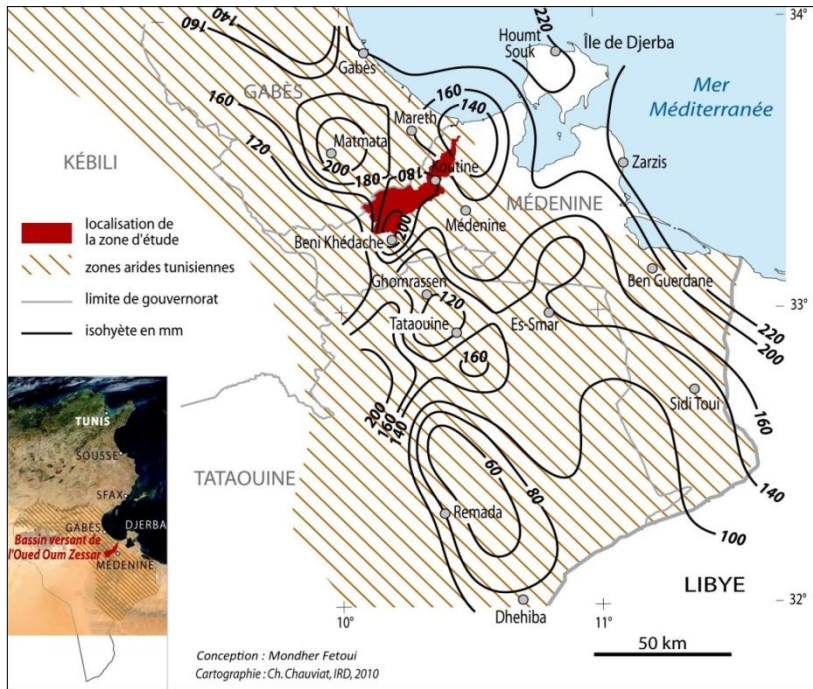 220
34°
140
160
Houmt
Souk
Île de Djerba
Gabès
GABÈS
160
160
140
Mer
Méditerranée
Mareth
120
Matmata
200
180
180
Koutine
Zarzis
KÉBILI
MÉDENINE
Médenine
200
Beni Khédache
localisation de
la zone d'étude
zones arides tunisiennes
limite de gouvernorat
isohyète en mm
Ghomrassen
120
Ben Guerdane
33°
Tataouine
Es-Smar
220
200
160
Sidi Toui
160
200
160
140
140
TATAOUINE
60
80
Remada
100
LIBYE
32°
Dhehiba
10°
11°
50 km
TUNIS
SOUSSE
SFAX
GABÈS
DJERBA
Bassin versant de
l'Oued Oum Zessar
MÉDENINE
Conception : Mondher Fetoui
Cartographie : Ch. Chauviat, IRD, 2010